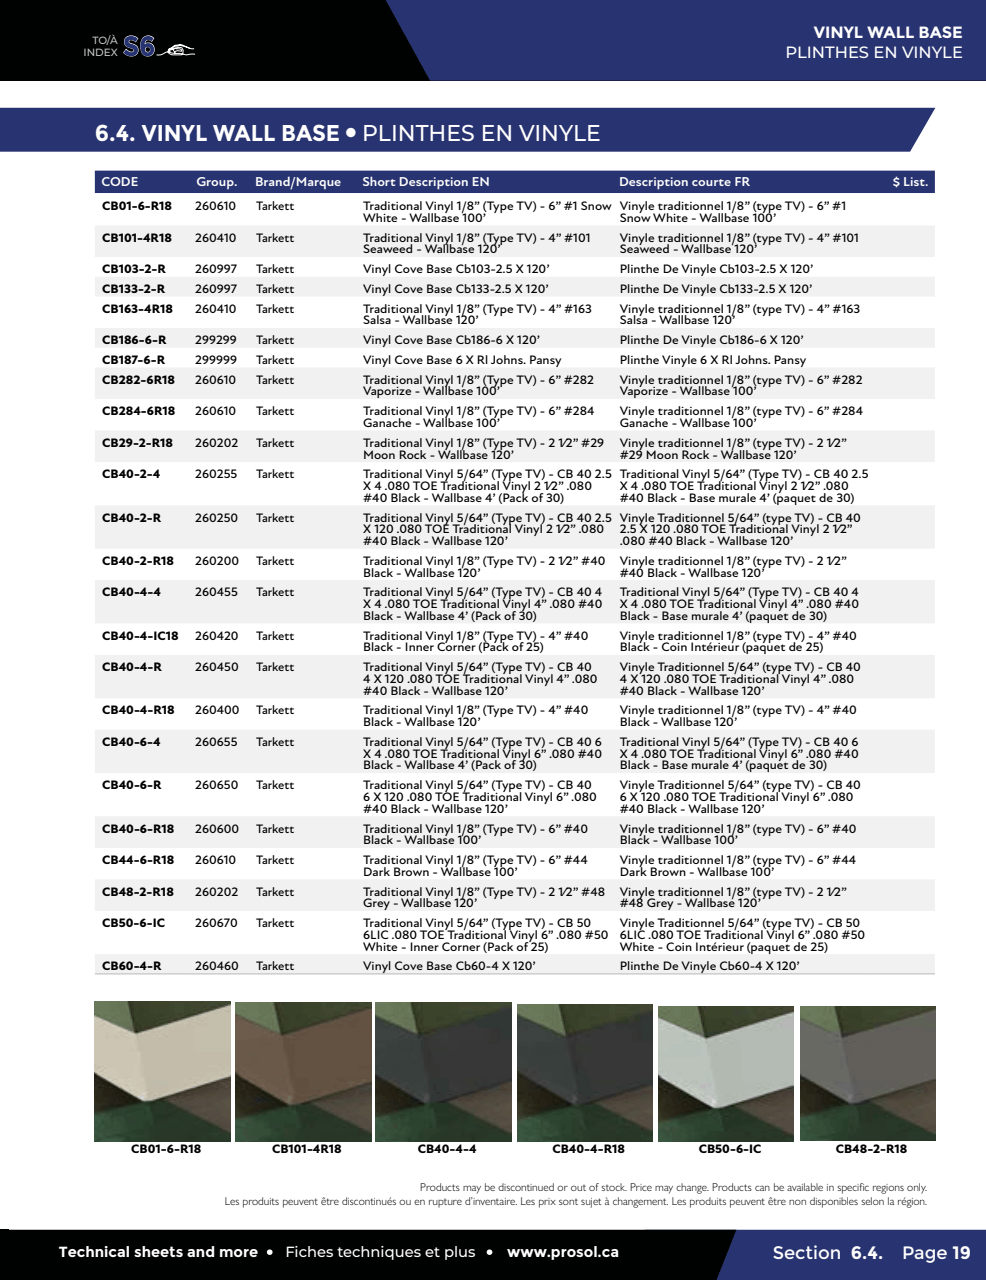 TO/À
INDEX S6
VINYL WALL BASE
PLINTHES EN VINYLE
6.4. VINYL WALL BASE • PLINTHES EN VINYLE
CODE Group. Brand/Marque Short Description EN Description courte FR $ List.
CB01-6-R18 260610 Tarkett Traditional Vinyl 1/8” (Type TV) - 6” #1 Snow Vinyle traditionnel 1/8” (type TV) - 6” #1
White - Wallbase 100’ Snow White - Wallbase 100’
CB101-4R18 260410 Tarkett Traditional Vinyl 1/8” (Type TV) - 4” #101 Vinyle traditionnel 1/8” (type TV) - 4” #101
Seaweed - Wallbase 120’ Seaweed - Wallbase 120’
CB103-2-R 260997 Tarkett Vinyl Cove Base Cb103-2.5 X 120’ Plinthe De Vinyle Cb103-2.5 X 120’
CB133-2-R 260997 Tarkett Vinyl Cove Base Cb133-2.5 X 120’ Plinthe De Vinyle Cb133-2.5 X 120’
CB163-4R18 260410 Tarkett Traditional Vinyl 1/8” (Type TV) - 4” #163 Vinyle traditionnel 1/8” (type TV) - 4” #163
Salsa - Wallbase 120’ Salsa - Wallbase 120’
CB186-6-R 299299 Tarkett Vinyl Cove Base Cb186-6 X 120’ Plinthe De Vinyle Cb186-6 X 120’
CB187-6-R 299999 Tarkett Vinyl Cove Base 6 X Rl Johns. Pansy Plinthe Vinyle 6 X Rl Johns. Pansy
CB282-6R18 260610 Tarkett Traditional Vinyl 1/8” (Type TV) - 6” #282 Vinyle traditionnel 1/8” (type TV) - 6” #282
Vaporize - Wallbase 100’ Vaporize - Wallbase 100’
CB284-6R18 260610 Tarkett Traditional Vinyl 1/8” (Type TV) - 6” #284 Vinyle traditionnel 1/8” (type TV) - 6” #284
Ganache - Wallbase 100’ Ganache - Wallbase 100’
CB29-2-R18 260202 Tarkett Traditional Vinyl 1/8” (Type TV) - 2 1⁄2” #29 Vinyle traditionnel 1/8” (type TV) - 2 1⁄2”
Moon Rock - Wallbase 120’ #29 Moon Rock - Wallbase 120’
CB40-2-4 260255 Tarkett Traditional Vinyl 5/64” (Type TV) - CB 40 2.5 Traditional Vinyl 5/64” (Type TV) - CB 40 2.5
X 4 .080 TOE Traditional Vinyl 2 1⁄2” .080 X 4 .080 TOE Traditional Vinyl 2 1⁄2” .080
#40 Black - Wallbase 4’ (Pack of 30) #40 Black - Base murale 4’ (paquet de 30)
CB40-2-R 260250 Tarkett Traditional Vinyl 5/64” (Type TV) - CB 40 2.5 Vinyle Traditionnel 5/64” (type TV) - CB 40
X 120 .080 TOE Traditional Vinyl 2 1⁄2” .080 2.5 X 120 .080 TOE Traditional Vinyl 2 1⁄2”
#40 Black - Wallbase 120’ .080 #40 Black - Wallbase 120’
CB40-2-R18 260200 Tarkett Traditional Vinyl 1/8” (Type TV) - 2 1⁄2” #40 Vinyle traditionnel 1/8” (type TV) - 2 1⁄2”
Black - Wallbase 120’ #40 Black - Wallbase 120’
CB40-4-4 260455 Tarkett Traditional Vinyl 5/64” (Type TV) - CB 40 4 Traditional Vinyl 5/64” (Type TV) - CB 40 4
X 4 .080 TOE Traditional Vinyl 4” .080 #40 X 4 .080 TOE Traditional Vinyl 4” .080 #40
Black - Wallbase 4’ (Pack of 30) Black - Base murale 4’ (paquet de 30)
CB40-4-IC18 260420 Tarkett Traditional Vinyl 1/8” (Type TV) - 4” #40 Vinyle traditionnel 1/8” (type TV) - 4” #40
Black - Inner Corner (Pack of 25) Black - Coin Intérieur (paquet de 25)
CB40-4-R 260450 Tarkett Traditional Vinyl 5/64” (Type TV) - CB 40 Vinyle Traditionnel 5/64” (type TV) - CB 40
4 X 120 .080 TOE Traditional Vinyl 4” .080 4 X 120 .080 TOE Traditional Vinyl 4” .080
#40 Black - Wallbase 120’ #40 Black - Wallbase 120’
CB40-4-R18 260400 Tarkett Traditional Vinyl 1/8” (Type TV) - 4” #40 Vinyle traditionnel 1/8” (type TV) - 4” #40
Black - Wallbase 120’ Black - Wallbase 120’
CB40-6-4 260655 Tarkett Traditional Vinyl 5/64” (Type TV) - CB 40 6 Traditional Vinyl 5/64” (Type TV) - CB 40 6
X 4 .080 TOE Traditional Vinyl 6” .080 #40 X 4 .080 TOE Traditional Vinyl 6” .080 #40
Black - Wallbase 4’ (Pack of 30) Black - Base murale 4’ (paquet de 30)
CB40-6-R 260650 Tarkett Traditional Vinyl 5/64” (Type TV) - CB 40 Vinyle Traditionnel 5/64” (type TV) - CB 40
6 X 120 .080 TOE Traditional Vinyl 6” .080 6 X 120 .080 TOE Traditional Vinyl 6” .080
#40 Black - Wallbase 120’ #40 Black - Wallbase 120’
CB40-6-R18 260600 Tarkett Traditional Vinyl 1/8” (Type TV) - 6” #40 Vinyle traditionnel 1/8” (type TV) - 6” #40
Black - Wallbase 100’ Black - Wallbase 100’
CB44-6-R18 260610 Tarkett Traditional Vinyl 1/8” (Type TV) - 6” #44 Vinyle traditionnel 1/8” (type TV) - 6” #44
Dark Brown - Wallbase 100’ Dark Brown - Wallbase 100’
CB48-2-R18 260202 Tarkett Traditional Vinyl 1/8” (Type TV) - 2 1⁄2” #48 Vinyle traditionnel 1/8” (type TV) - 2 1⁄2”
Grey - Wallbase 120’ #48 Grey - Wallbase 120’
CB50-6-IC 260670 Tarkett Traditional Vinyl 5/64” (Type TV) - CB 50 Vinyle Traditionnel 5/64” (type TV) - CB 50
6LIC .080 TOE Traditional Vinyl 6” .080 #50 6LIC .080 TOE Traditional Vinyl 6” .080 #50
White - Inner Corner (Pack of 25) White - Coin Intérieur (paquet de 25)
CB60-4-R 260460 Tarkett Vinyl Cove Base Cb60-4 X 120’ Plinthe De Vinyle Cb60-4 X 120’
CB01-6-R18 CB101-4R18 CB40-4-4 CB40-4-R18 CB50-6-IC CB48-2-R18
Products may be discontinued or out of stock. Price may change. Products can be available in specific regions only.
Les produits peuvent être discontinués ou en rupture d’inventaire. Les prix sont sujet à changement. Les produits peuvent être non disponibles selon la région.
Technical sheets and more • Fiches techniques et plus • www.prosol.ca
Section 6.4. Page 19